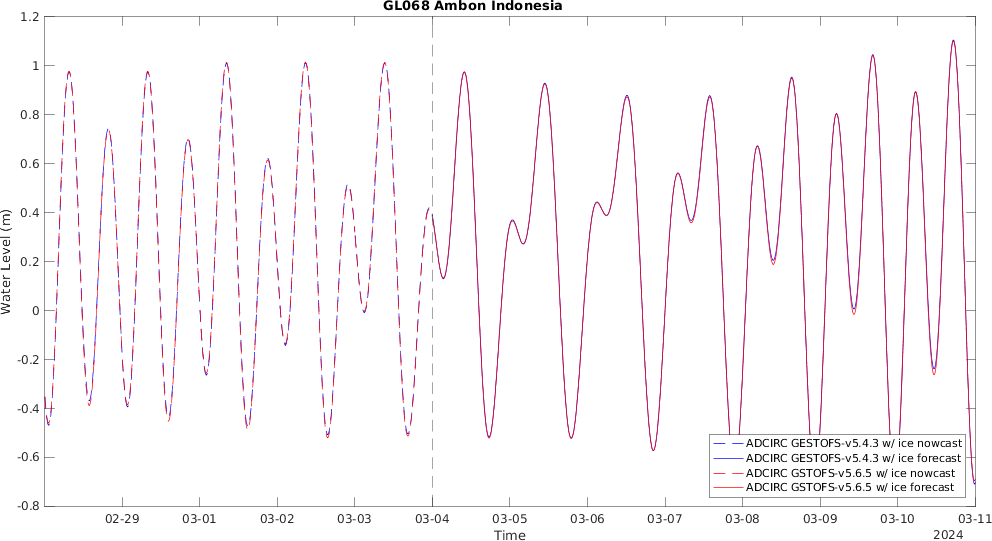 GL068 Ambon Indonesia
1.2
1
0.8
0.6
0.4
0.2
0
-0.2
-0.4
-0.6
-0.8
Water Level (m)
ADCIRC GESTOFS-v5.4.3 w/ ice nowcast
ADCIRC GESTOFS-v5.4.3 w/ ice forecast
ADCIRC GSTOFS-v5.6.5 w/ ice nowcast
ADCIRC GSTOFS-v5.6.5 w/ ice forecast
02-29 03-01 03-02 03-03 03-04 03-05 03-06 03-07 03-08 03-09 03-10 03-11
Time
2024